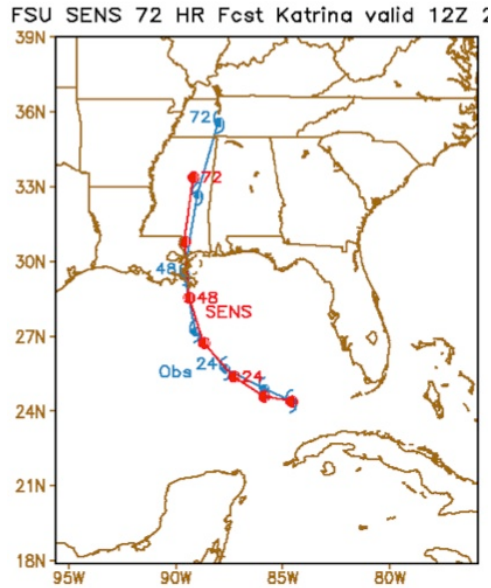 FSU SENS 72 HR Fcst Katrina valid 12Z 2
39N
36N
72
33N
72
30N
48
48
SENS
27N
24
Obs
24
24N
21N
18N
95W
90W
85W
80W